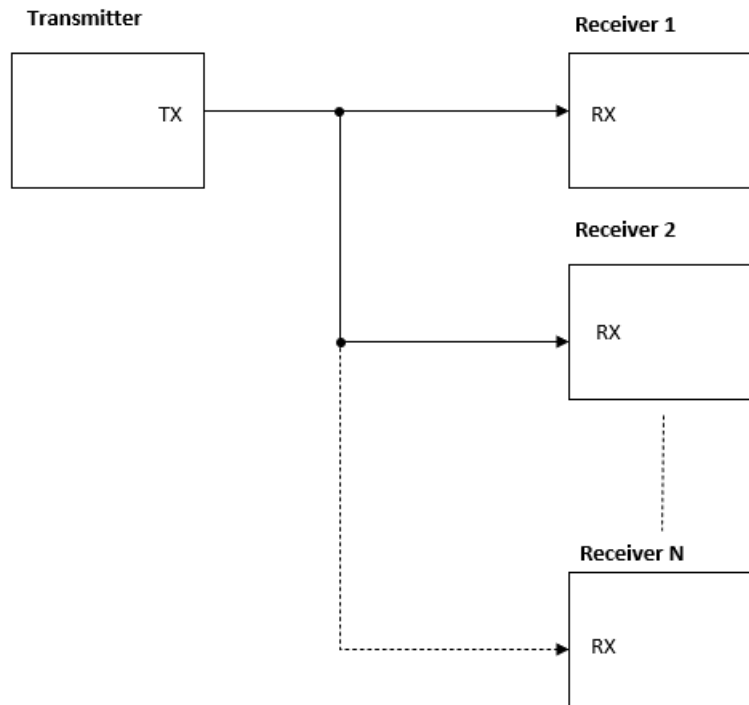 Transmitter
Receiver 1
TX
RX
Receiver 2
RX
Receiver N
RX